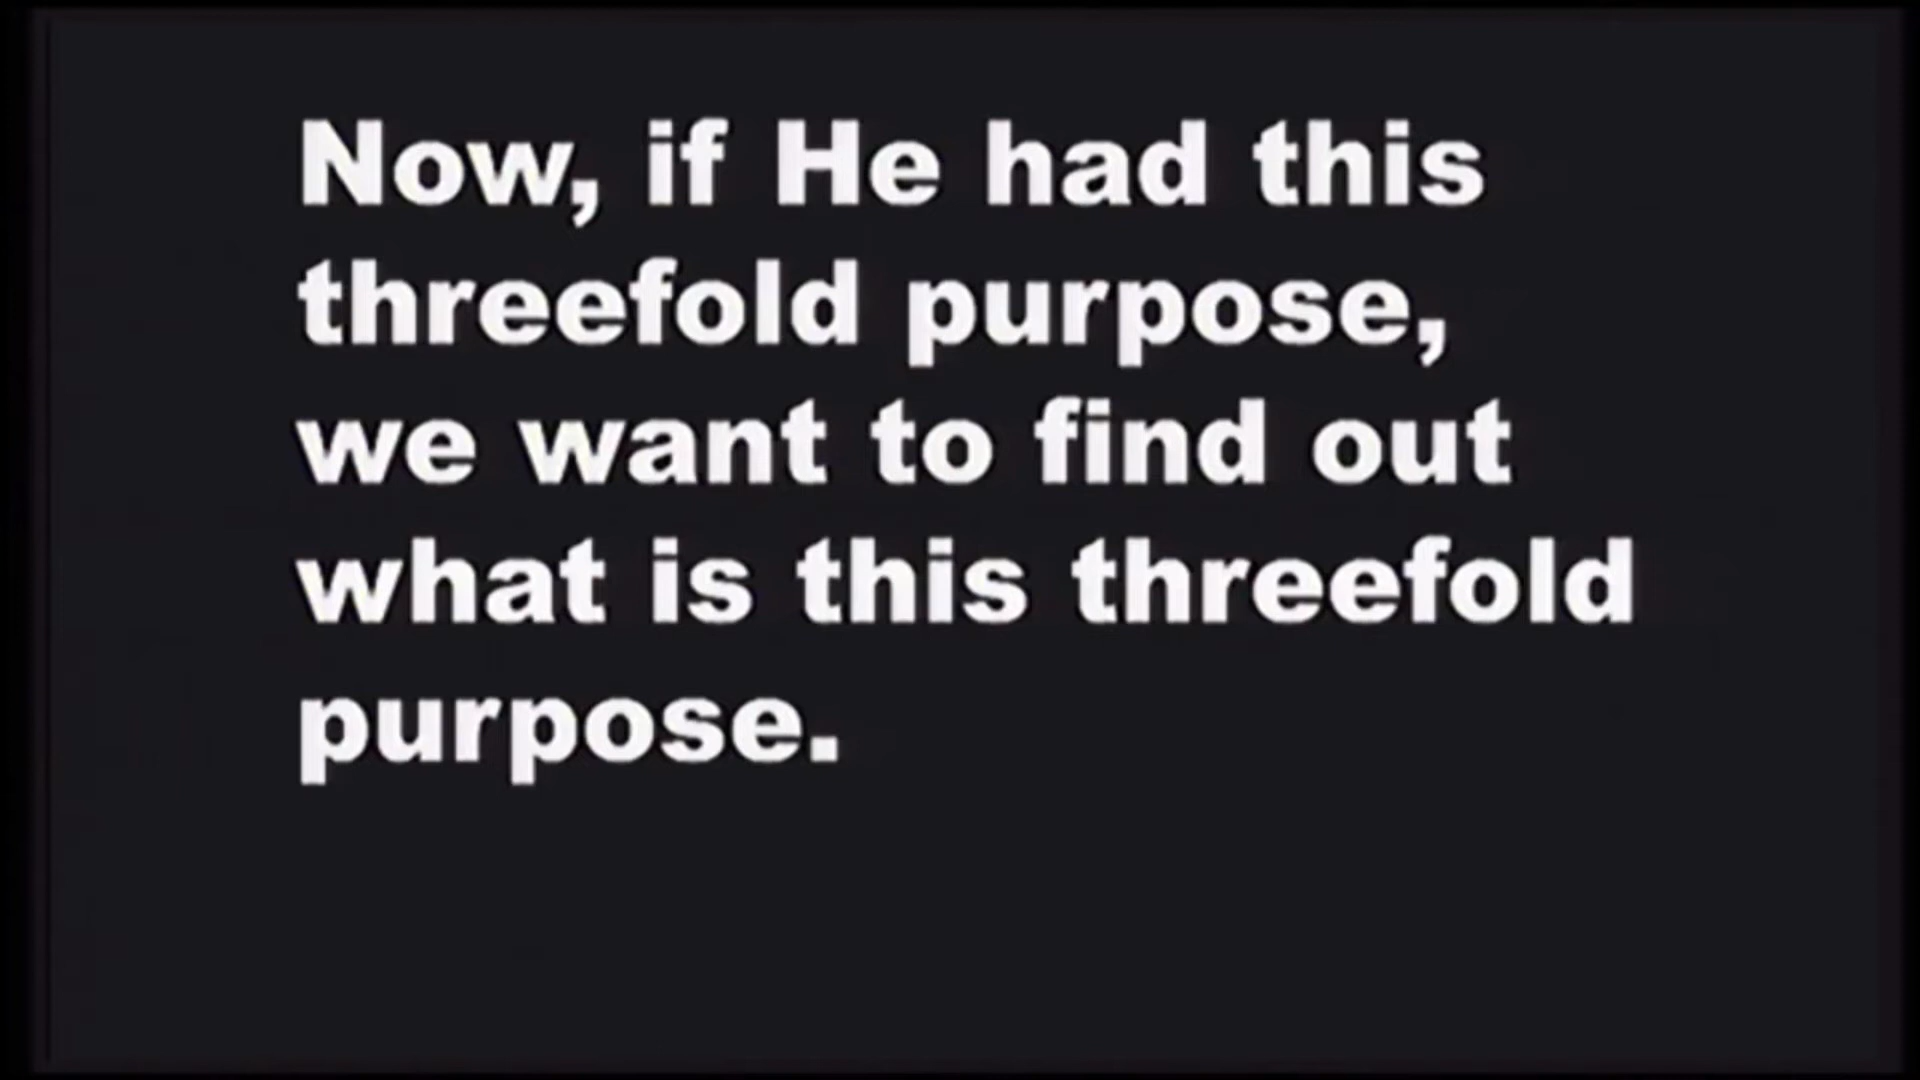 Now, if He had this
threefold purpose,
we want to find out
what is this threefold
purpose.